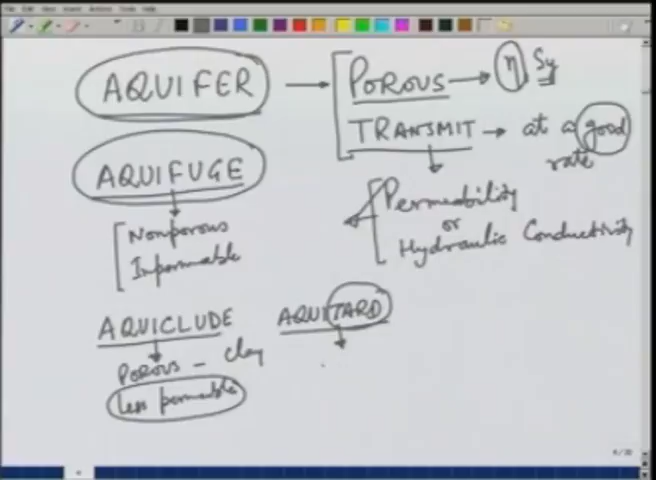 AQUIFER → POROUS → η, Sy
TRANSMIT → at a good rate
AQUIFUGE
Permeability
or
Hydraulic Conductivity
Nonporous
Impermeable
AQUICLUDE AQUITARD
POROUS - clay
less permeable